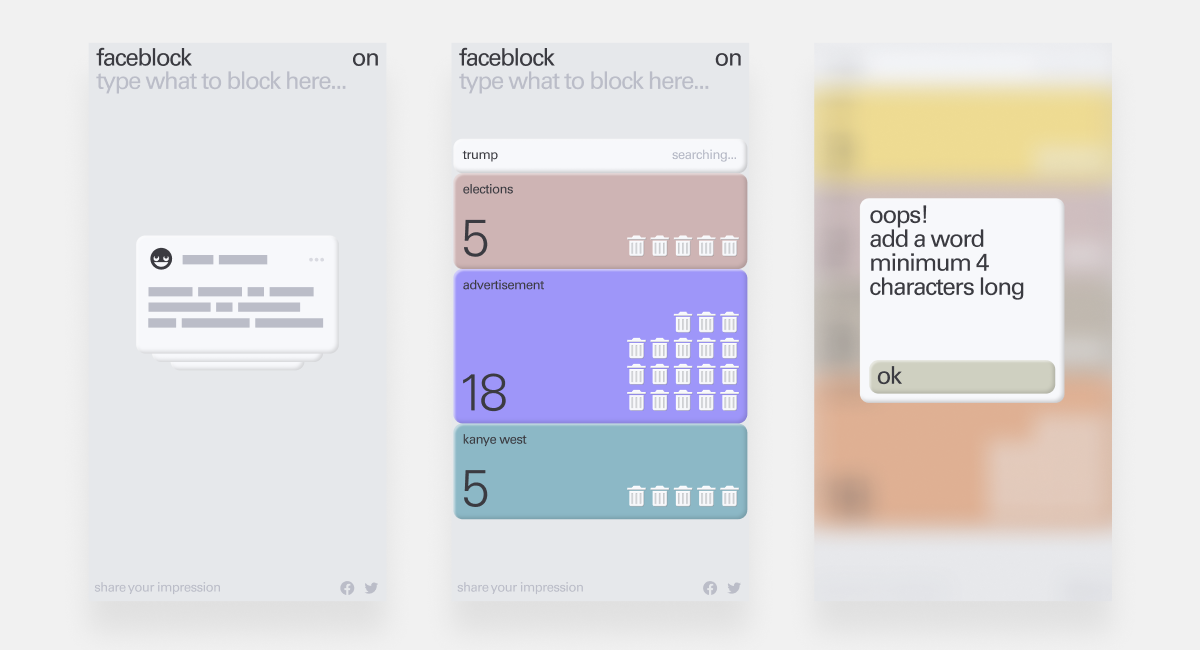 faceblock on
type what to block here...
share your impression
faceblock on
type what to block here...
trump searching...
elections
5
advertisement
18
kanye west
5
share your impression
oops!
add a word
minimum 4
characters long
ok